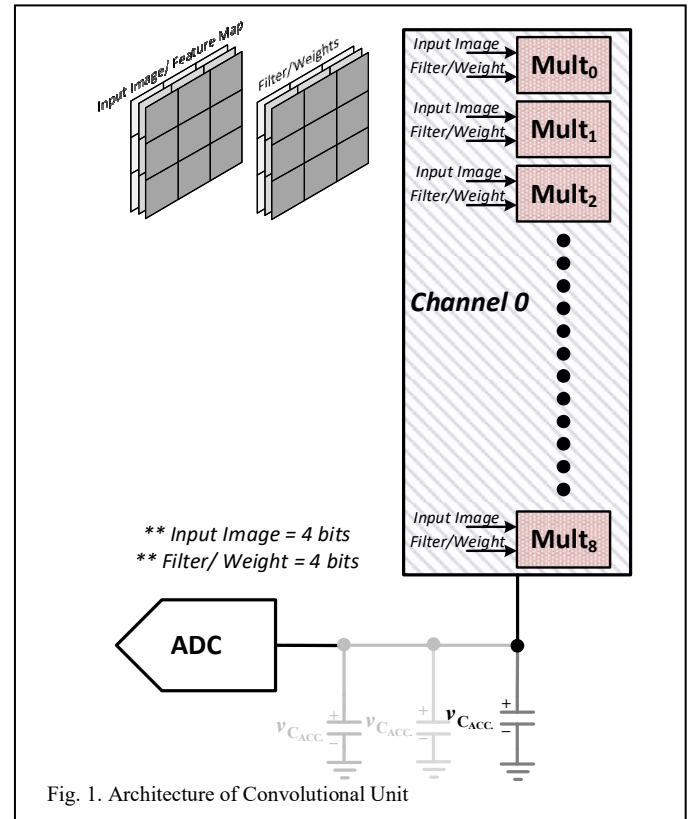 Input Image/ Feature Map
Filter/Weights
Input Image
Filter/Weight
Mult0
Input Image
Filter/Weight
Mult1
Input Image
Filter/Weight
Mult2
Channel 0
Input Image
Filter/Weight
Mult8
** Input Image = 4 bits
** Filter/ Weight = 4 bits
ADC
+
vCACC.
−
+
vCACC.
−
+
vCACC.
−
Fig. 1. Architecture of Convolutional Unit